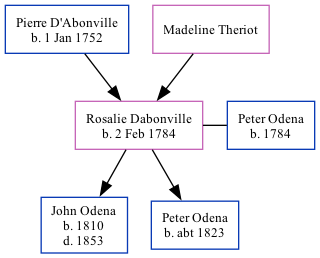 Pierre D'Abonville
b. 1 Jan 1752
Madeline Theriot
Rosalie Dabonville
b. 2 Feb 1784
Peter Odena
b. 1784
John Odena
b. 1810
d. 1853
Peter Odena
b. abt 1823